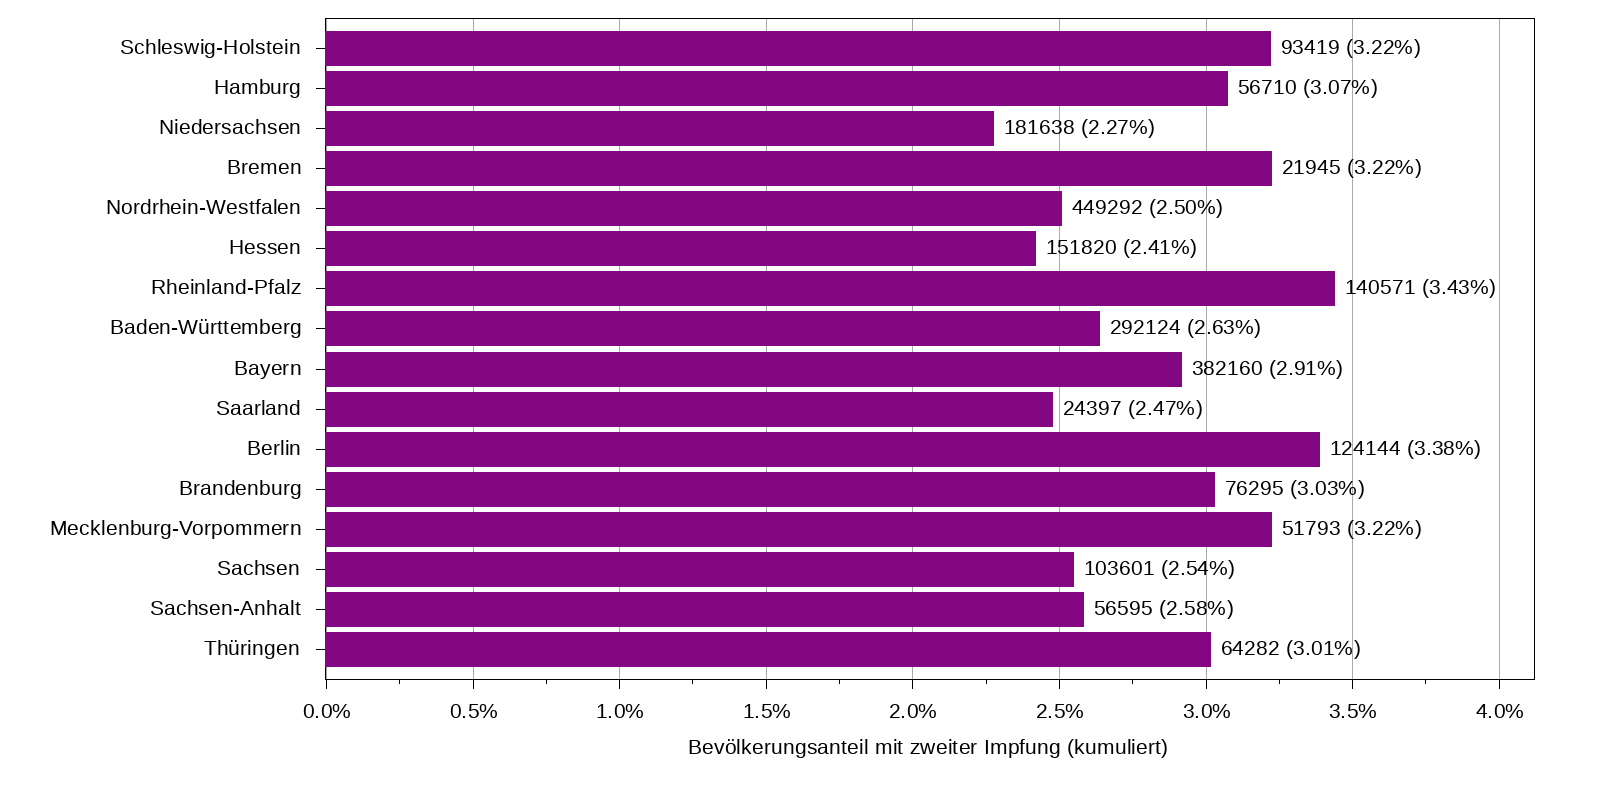 Schleswig-Holstein 93419 (3.22%)
Hamburg 56710 (3.07%)
Niedersachsen 181638 (2.27%)
Bremen 21945 (3.22%)
Nordrhein-Westfalen 449292 (2.50%)
Hessen 151820 (2.41%)
Rheinland-Pfalz 140571 (3.43%)
Baden-Württemberg 292124 (2.63%)
Bayern 382160 (2.91%)
Saarland 24397 (2.47%)
Berlin 124144 (3.38%)
Brandenburg 76295 (3.03%)
Mecklenburg-Vorpommern 51793 (3.22%)
Sachsen 103601 (2.54%)
Sachsen-Anhalt 56595 (2.58%)
Thüringen 64282 (3.01%)
0.0% 0.5% 1.0% 1.5% 2.0% 2.5% 3.0% 3.5% 4.0%
Bevölkerungsanteil mit zweiter Impfung (kumuliert)